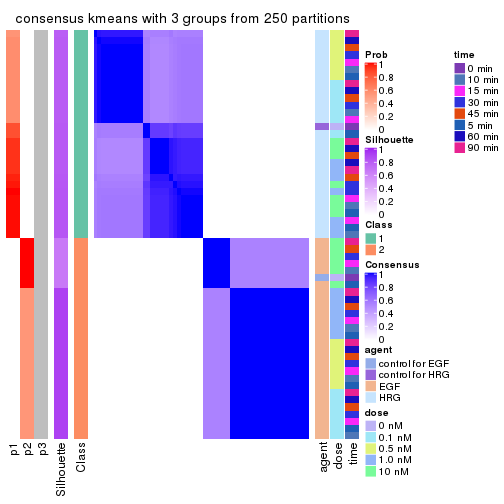 consensus kmeans with 3 groups from 250 partitions
Prob
1
0.8
0.6
0.4
0.2
0
Silhouette
1
0.8
0.6
0.4
0.2
0
Class
1
2
Consensus
1
0.8
0.6
0.4
0.2
0
agent
control for EGF
control for HRG
EGF
HRG
dose
0 nM
0.1 nM
0.5 nM
1.0 nM
10 nM
time
0 min
10 min
15 min
30 min
45 min
5 min
60 min
90 min
p1
p2
p3
Silhouette
Class
agent
dose
time